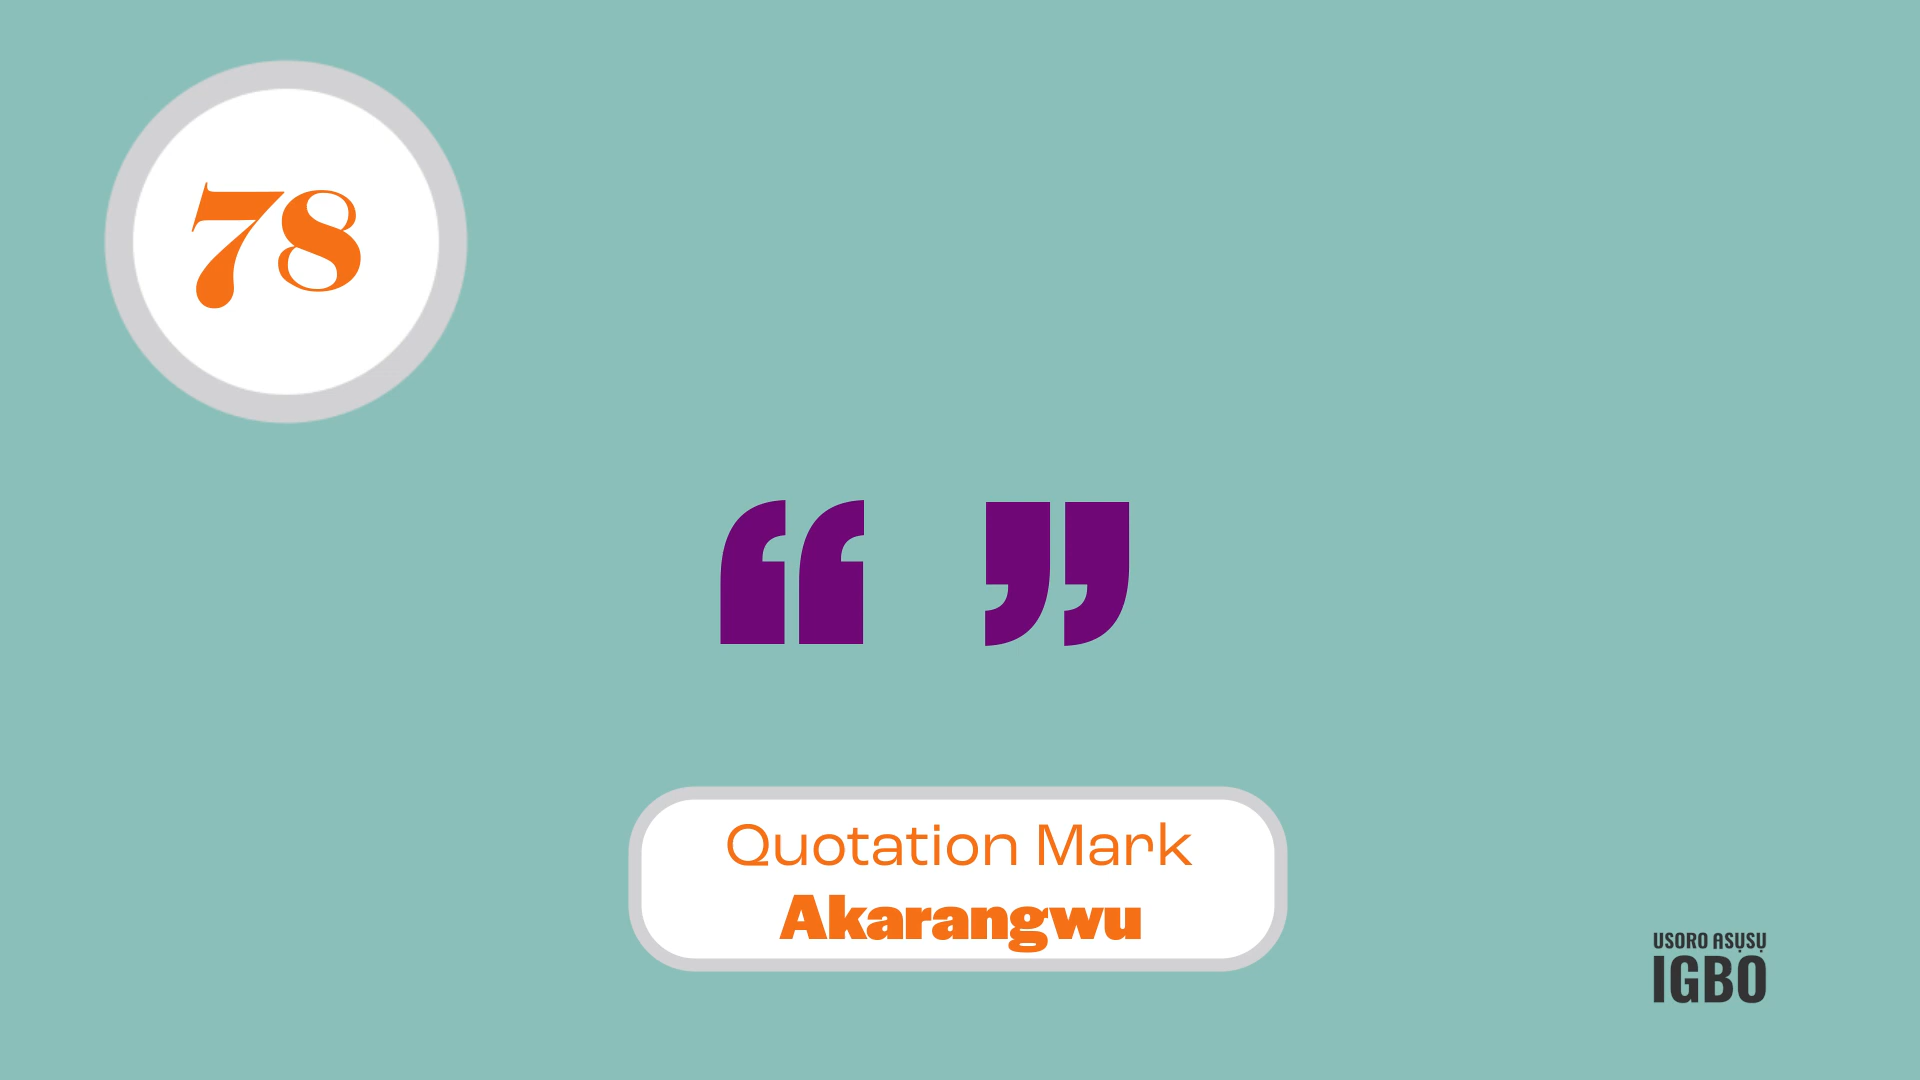 78
“ ”
Quotation Mark
Akarangwu
USORO ASỤSỤ
IGBO